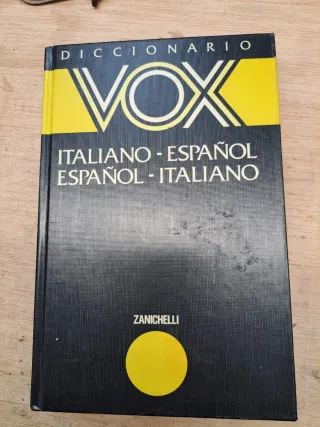 DICCIONARIO
VOX
ITALIANO - ESPAÑOL
ESPAÑOL - ITALIANO
ZANICHELLI